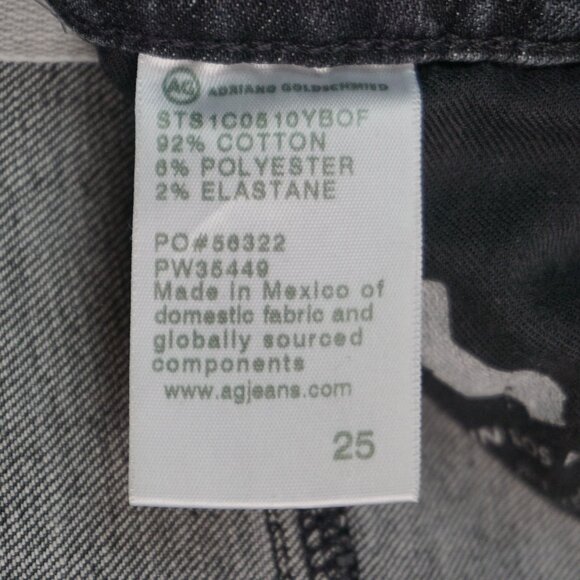 AG ADRIANO GOLDSCHMIED
STS1C0510YBOF
92% COTTON
6% POLYESTER
2% ELASTANE
PO#56322
PW35449
Made in Mexico of
domestic fabric and
globally sourced
components
www.agjeans.com
25